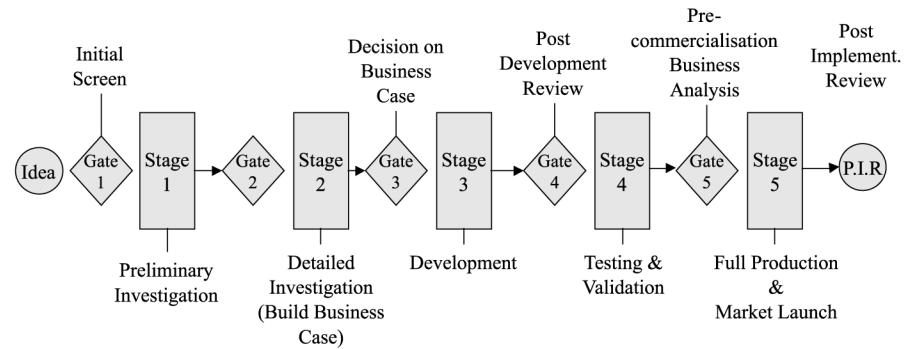 Initial
Screen
Decision on
Business
Case
Post
Development
Review
Pre-
commercialisation
Business
Analysis
Post
Implement.
Review
Idea
Gate
1
Stage
1
Gate
2
Stage
2
Gate
3
Stage
3
Gate
4
Stage
4
Gate
5
Stage
5
P.I.R
Preliminary
Investigation
Detailed
Investigation
(Build Business
Case)
Development
Testing &
Validation
Full Production
&
Market Launch